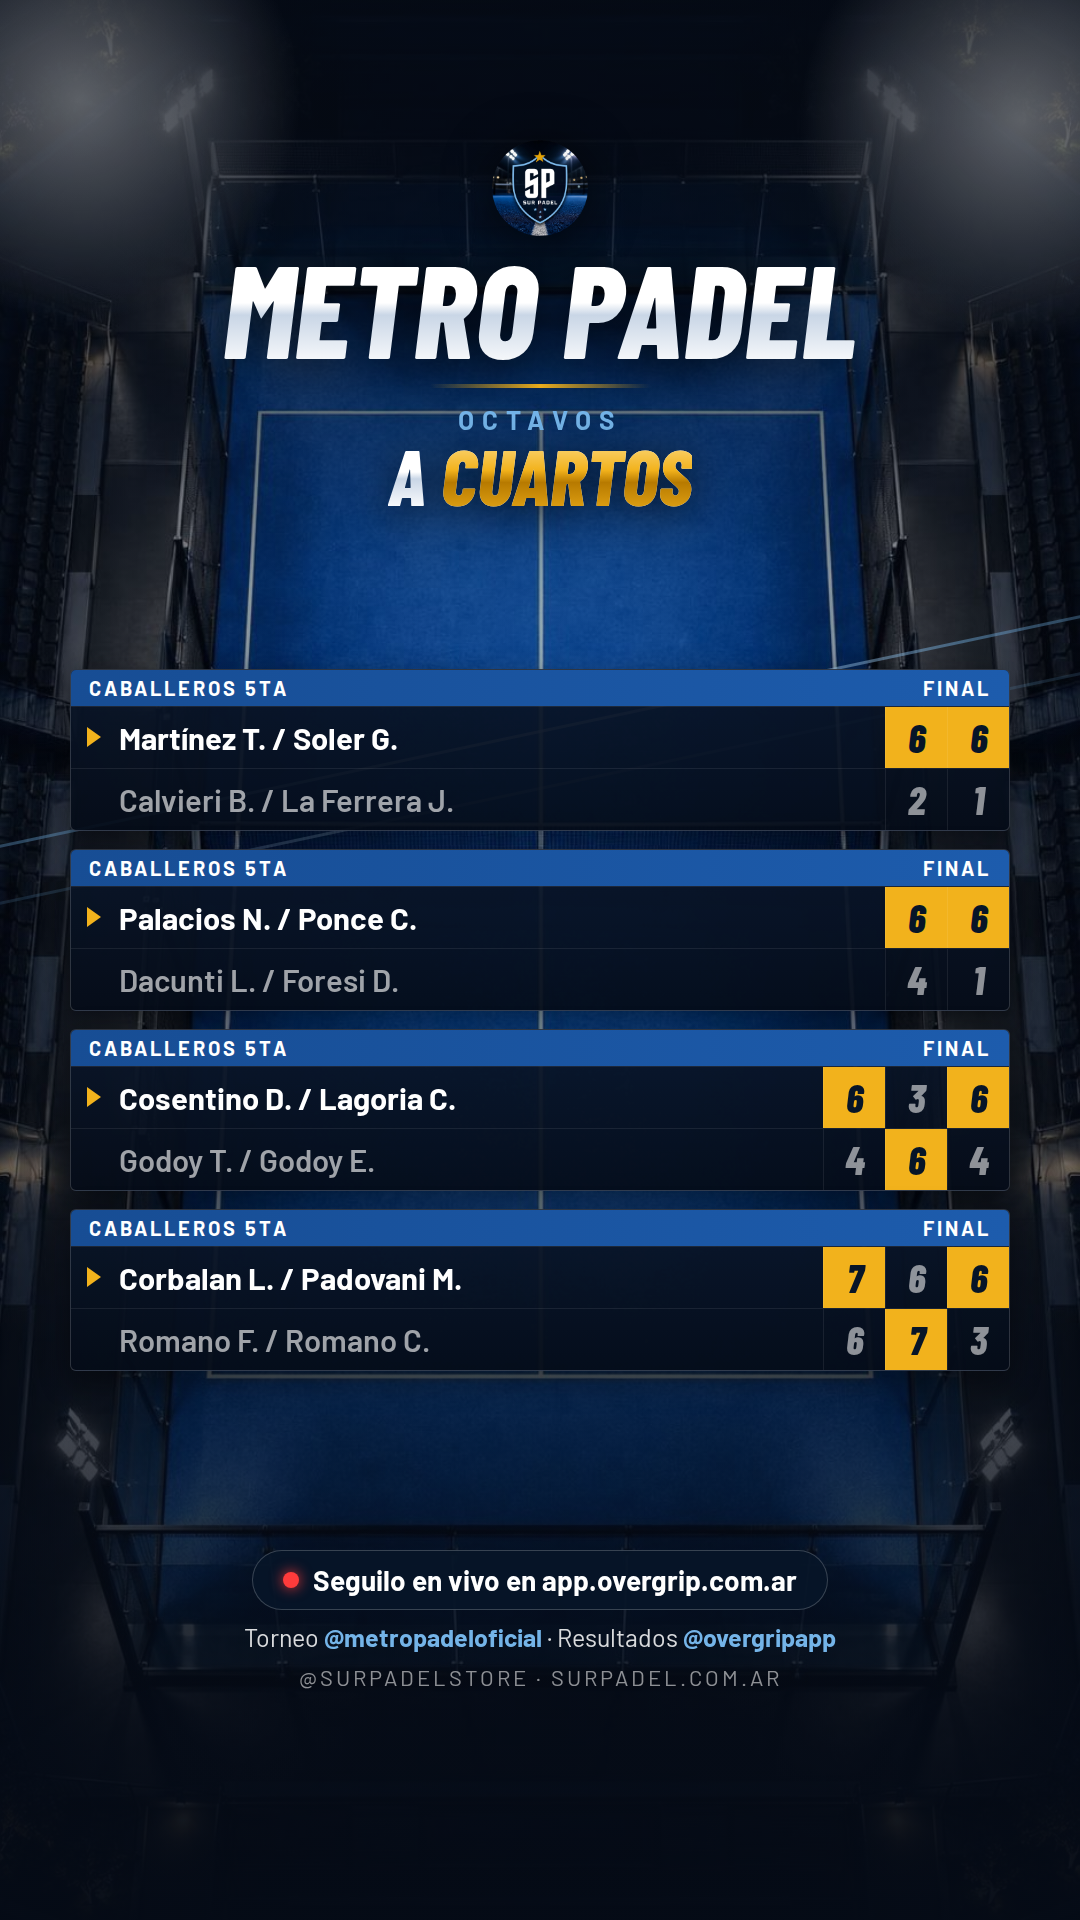 SP
SUR PADEL
METRO PADEL
OCTAVOS
A CUARTOS
CABALLEROS 5TA FINAL
Martínez T. / Soler G. 6 6
Calvieri B. / La Ferrera J. 2 1
CABALLEROS 5TA FINAL
Palacios N. / Ponce C. 6 6
Dacunti L. / Foresi D. 4 1
CABALLEROS 5TA FINAL
Cosentino D. / Lagoria C. 6 3 6
Godoy T. / Godoy E. 4 6 4
CABALLEROS 5TA FINAL
Corbalan L. / Padovani M. 7 6 6
Romano F. / Romano C. 6 7 3
Seguilo en vivo en app.overgrip.com.ar
Torneo @metropadeloficial · Resultados @overgripapp
@SURPADELSTORE · SURPADEL.COM.AR